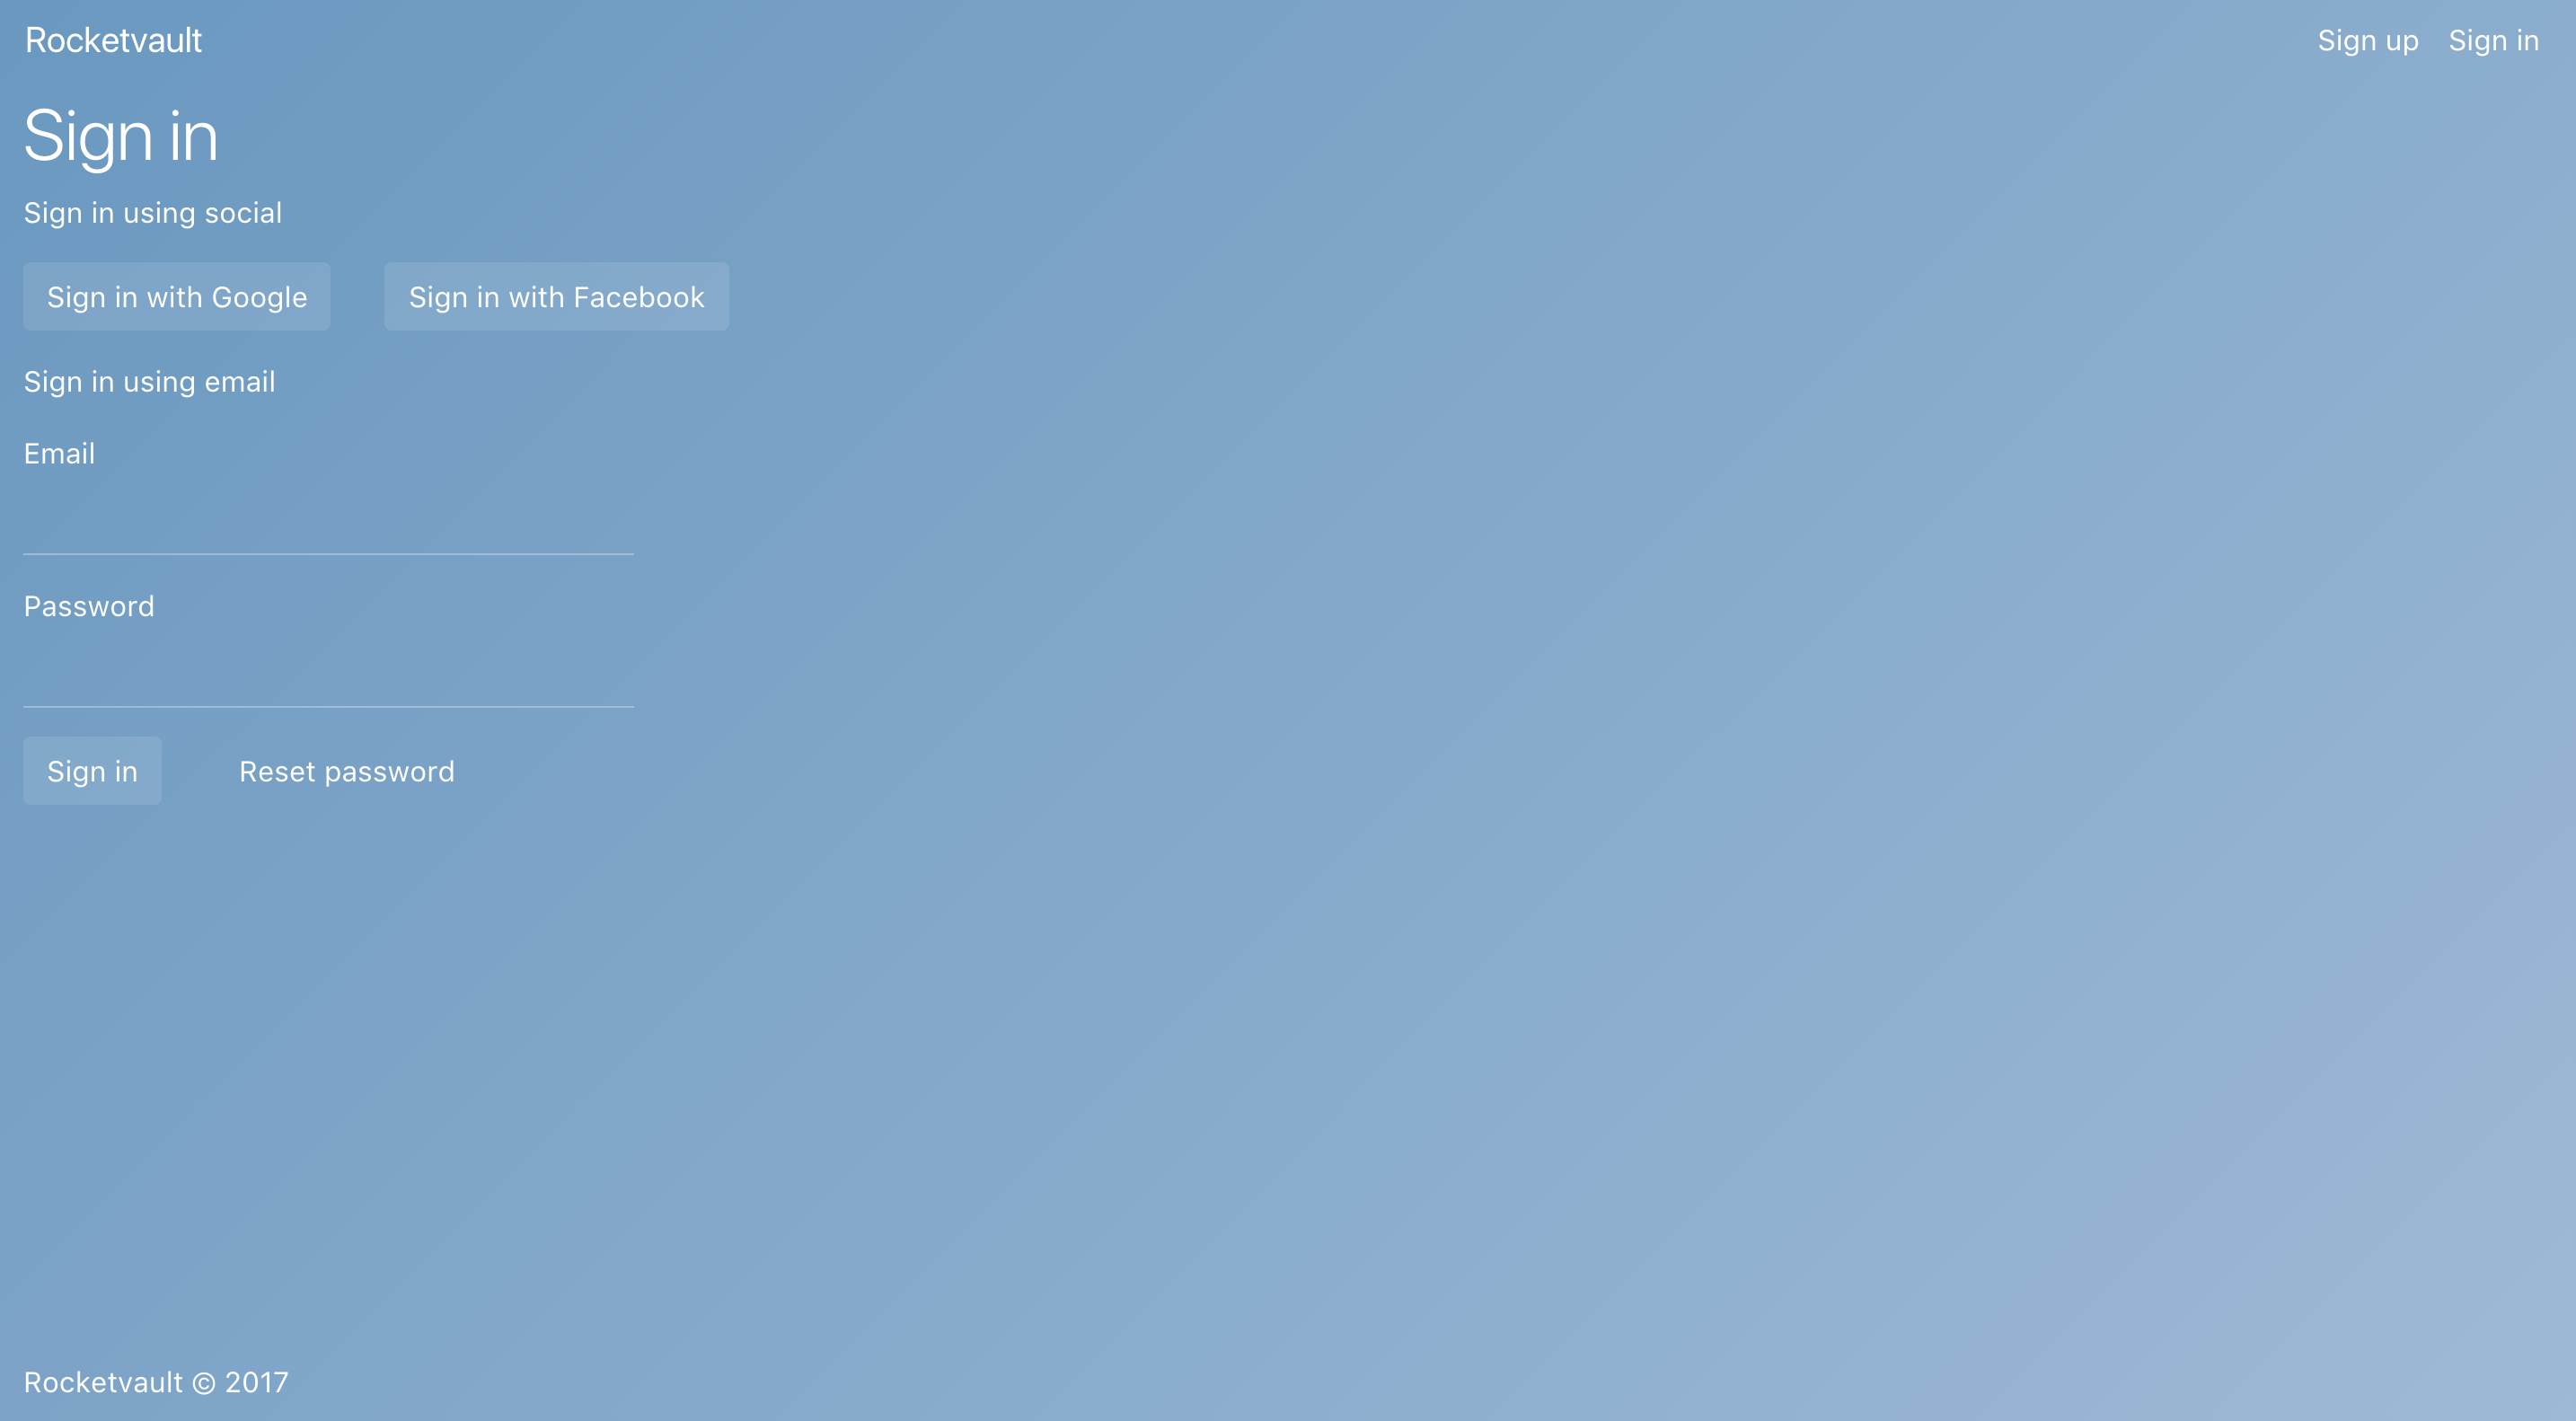 Rocketvault
Sign up
Sign in
Sign in
Sign in using social
Sign in with Google
Sign in with Facebook
Sign in using email
Email
Password
Sign in
Reset password
Rocketvault © 2017